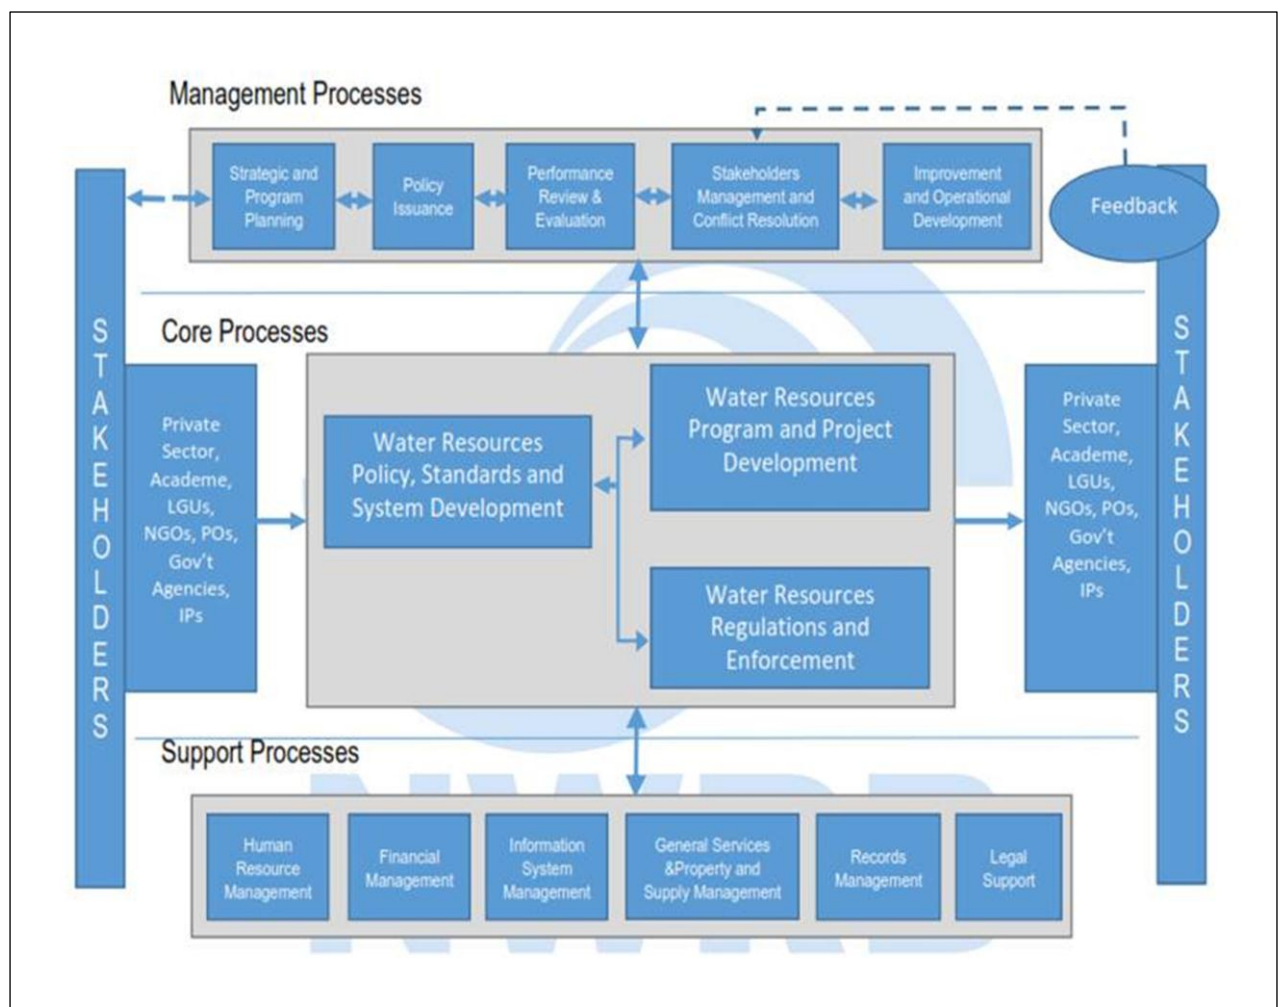 Management Processes
Strategic and
Program
Planning
Policy
Issuance
Performance
Review &
Evaluation
Stakeholders
Management and
Conflict Resolution
Improvement
and Operational
Development
Feedback
STAKEHOLDERS
Core Processes
Private
Sector,
Academe,
LGUs,
NGOs, POs,
Gov't
Agencies,
IPs
Water Resources
Policy, Standards and
System Development
Water Resources
Program and Project
Development
Water Resources
Regulations and
Enforcement
Private
Sector,
Academe,
LGUs,
NGOs, POs,
Gov't
Agencies,
IPs
STAKEHOLDERS
Support Processes
Human
Resource
Management
Financial
Management
Information
System
Management
General Services
&Property and
Supply Management
Records
Management
Legal
Support
NWRB